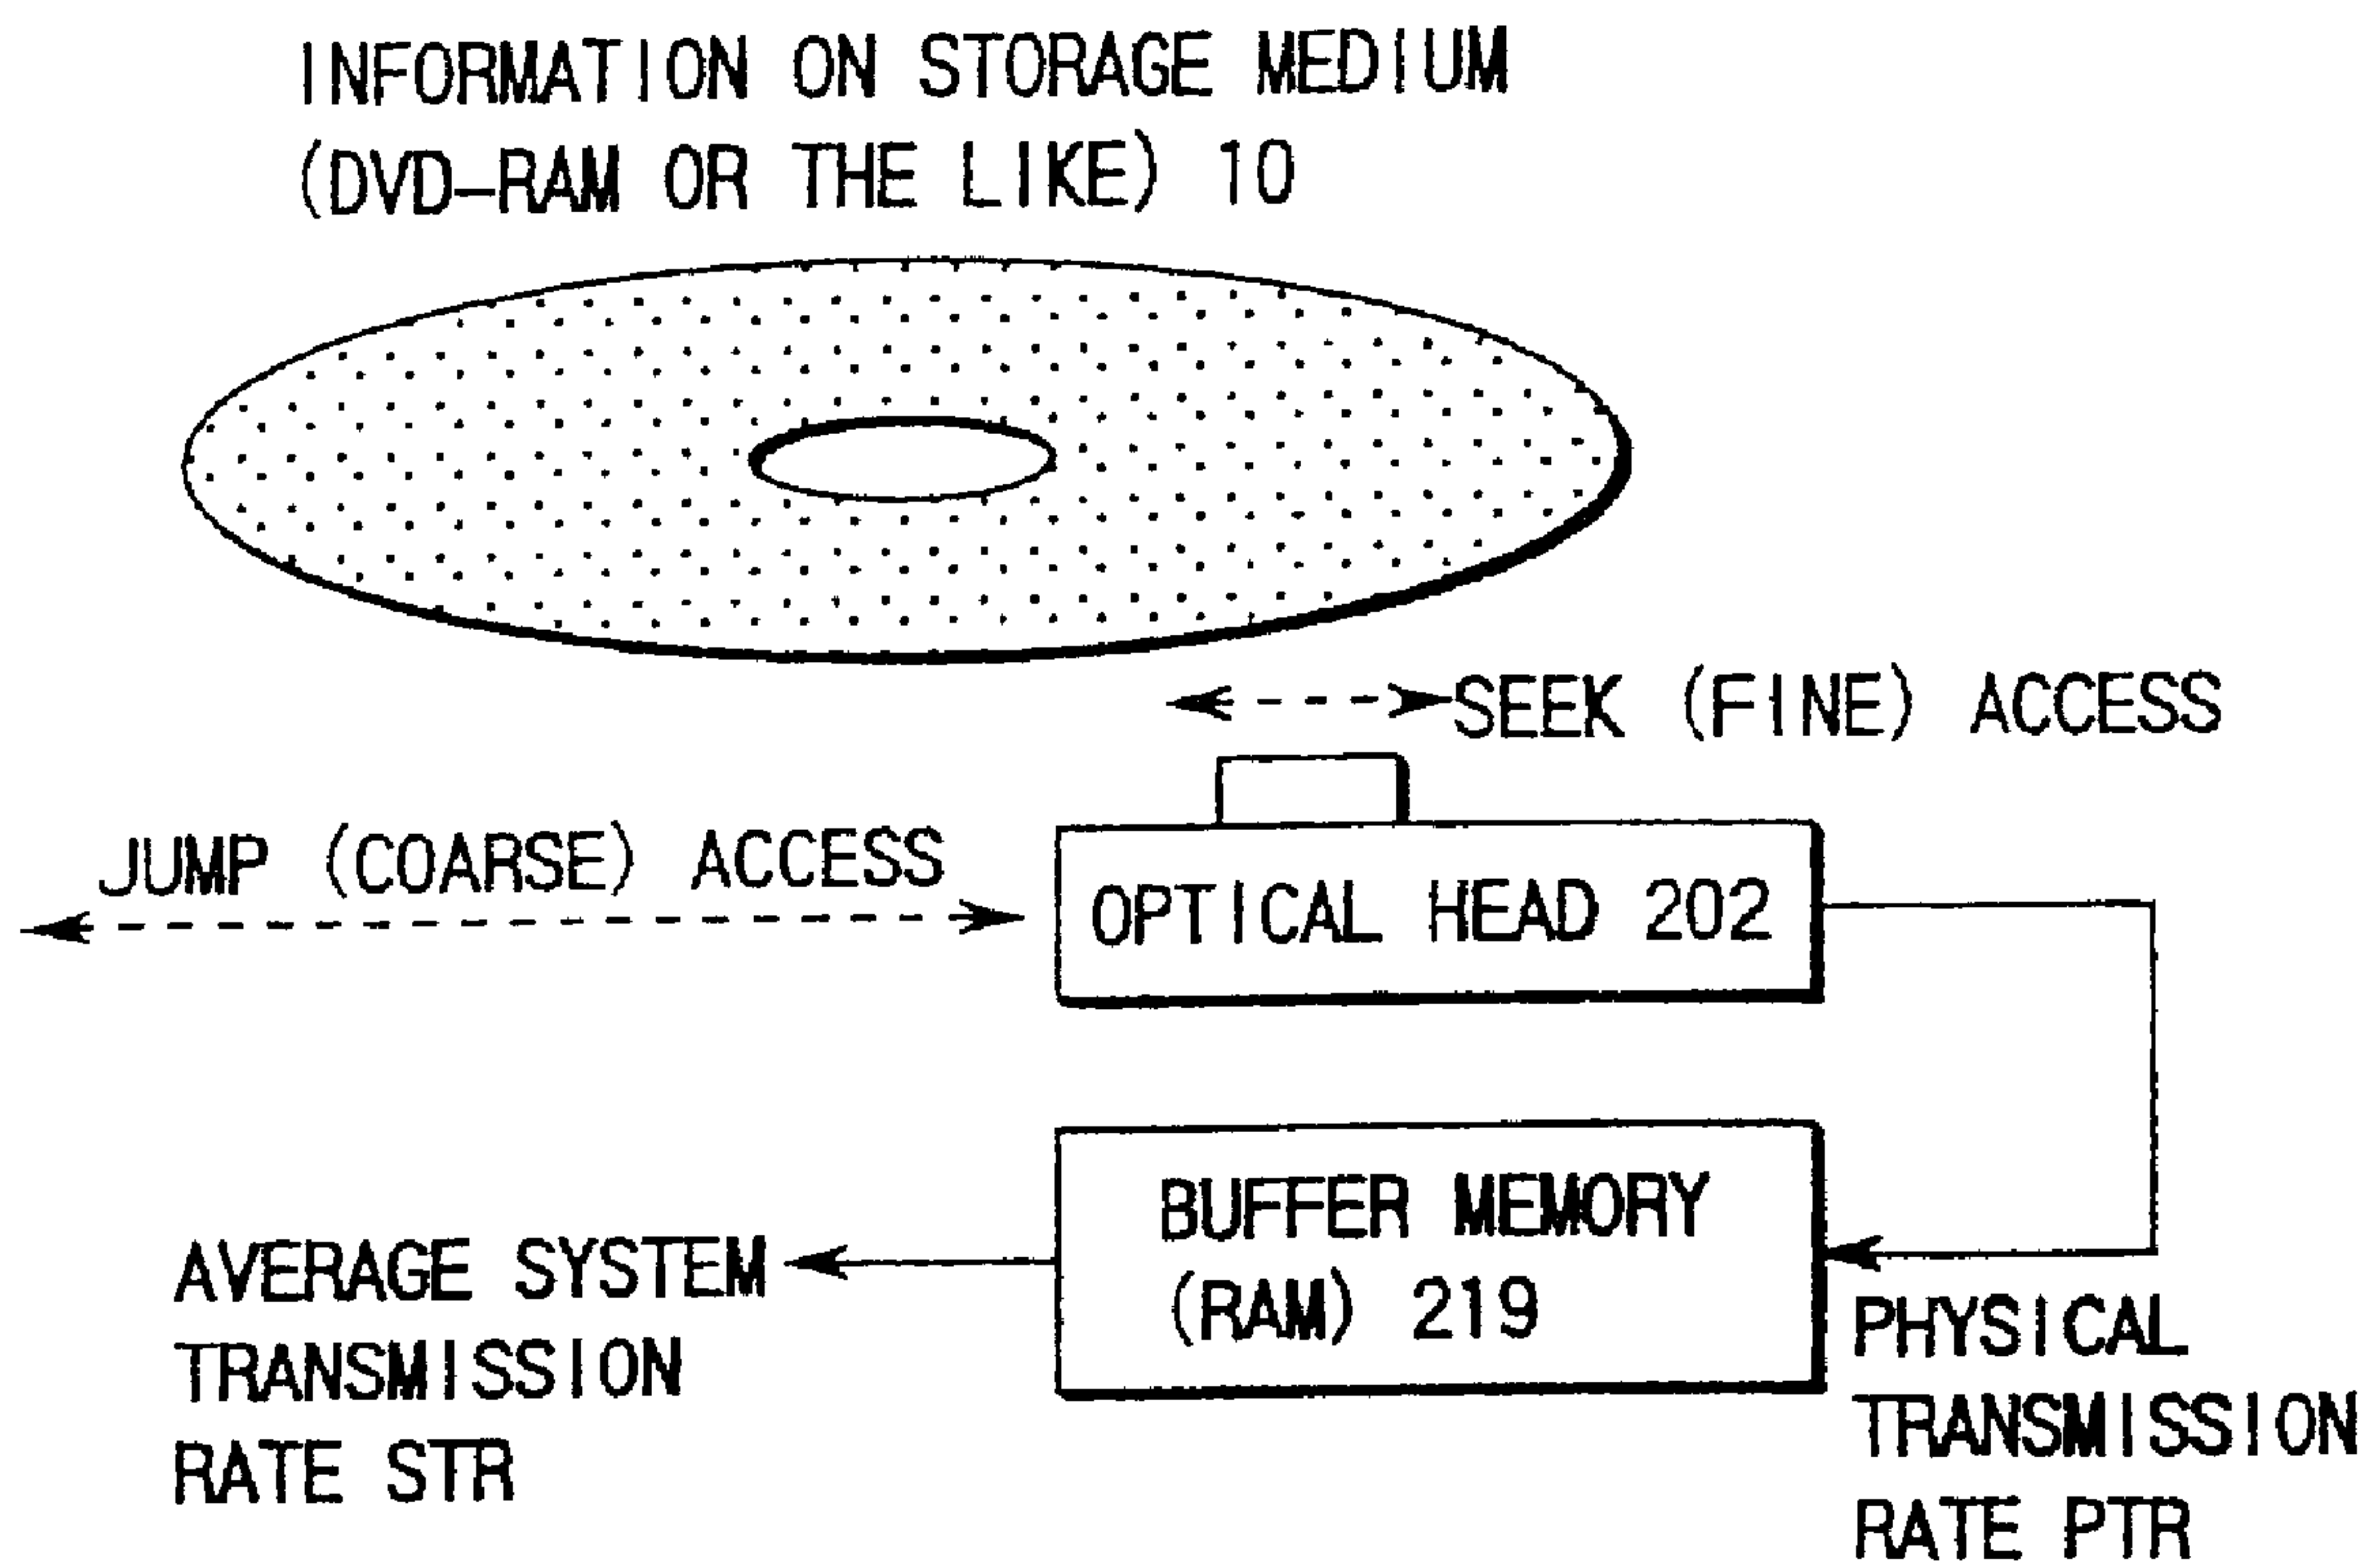 INFORMATION ON STORAGE MEDIUM
(DVD-RAM OR THE LIKE) 10
SEEK (FINE) ACCESS
JUMP (COARSE) ACCESS
OPTICAL HEAD 202
BUFFER MEMORY
(RAM) 219
AVERAGE SYSTEM
TRANSMISSION
RATE STR
PHYSICAL
TRANSMISSION
RATE PTR